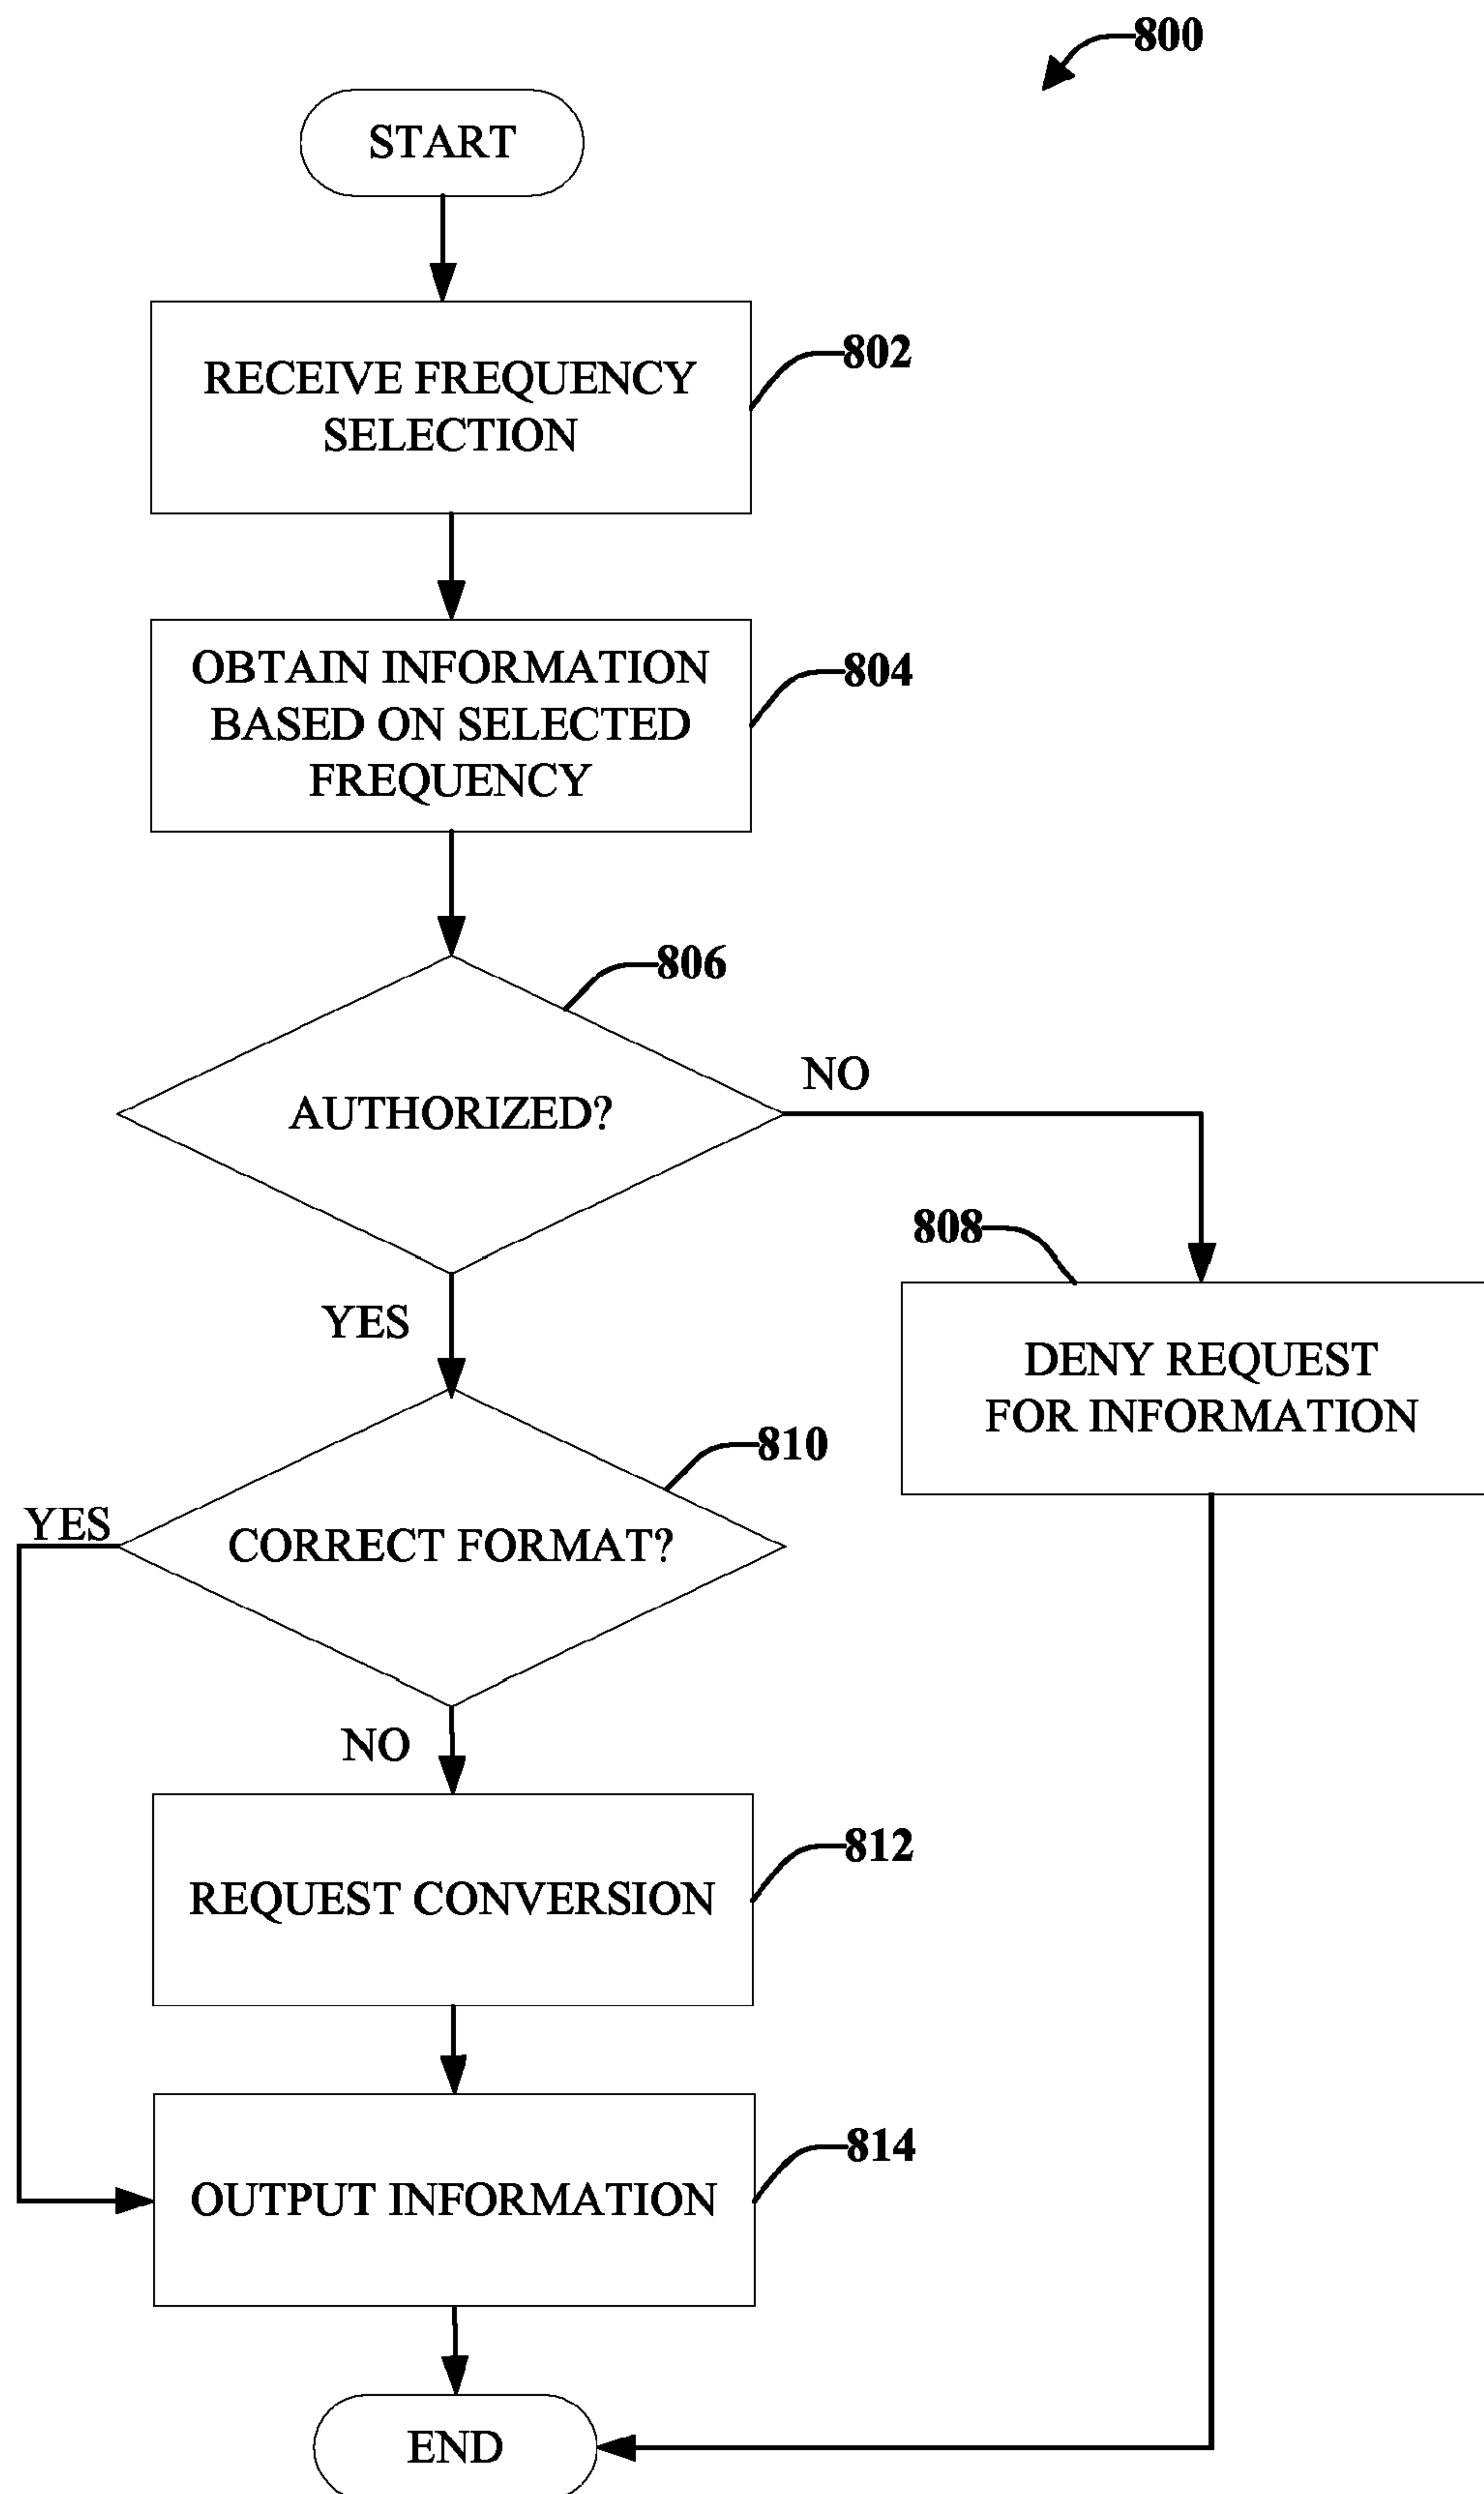 800
START
RECEIVE FREQUENCY
SELECTION
802
OBTAIN INFORMATION
BASED ON SELECTED
FREQUENCY
804
806
AUTHORIZED?
NO
808
YES
DENY REQUEST
FOR INFORMATION
810
YES
CORRECT FORMAT?
NO
812
REQUEST CONVERSION
814
OUTPUT INFORMATION
END